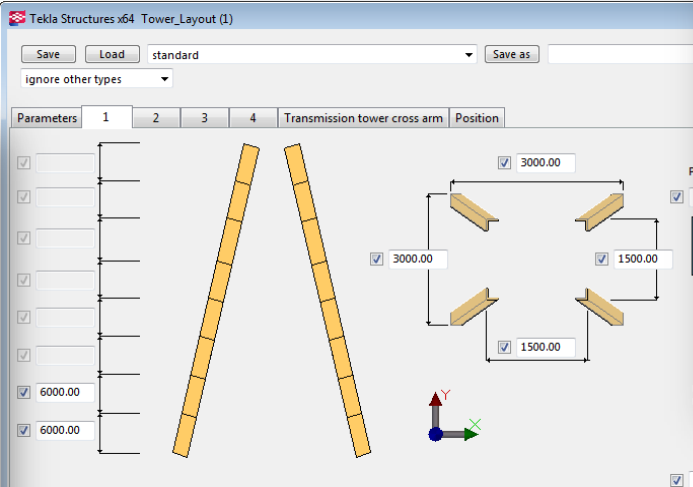 Tekla Structures x64 Tower_Layout (1)
Save Load standard Save as
ignore other types
Parameters 1 2 3 4 Transmission tower cross arm Position
3000.00
3000.00 1500.00
1500.00
6000.00
6000.00
Y
X